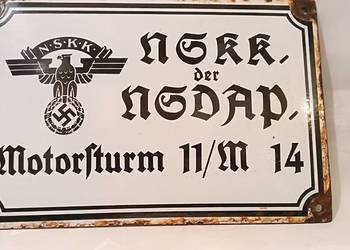 N·S·K·K
NSKK.
der
NSDAP.
Motorſturm 11/M 14